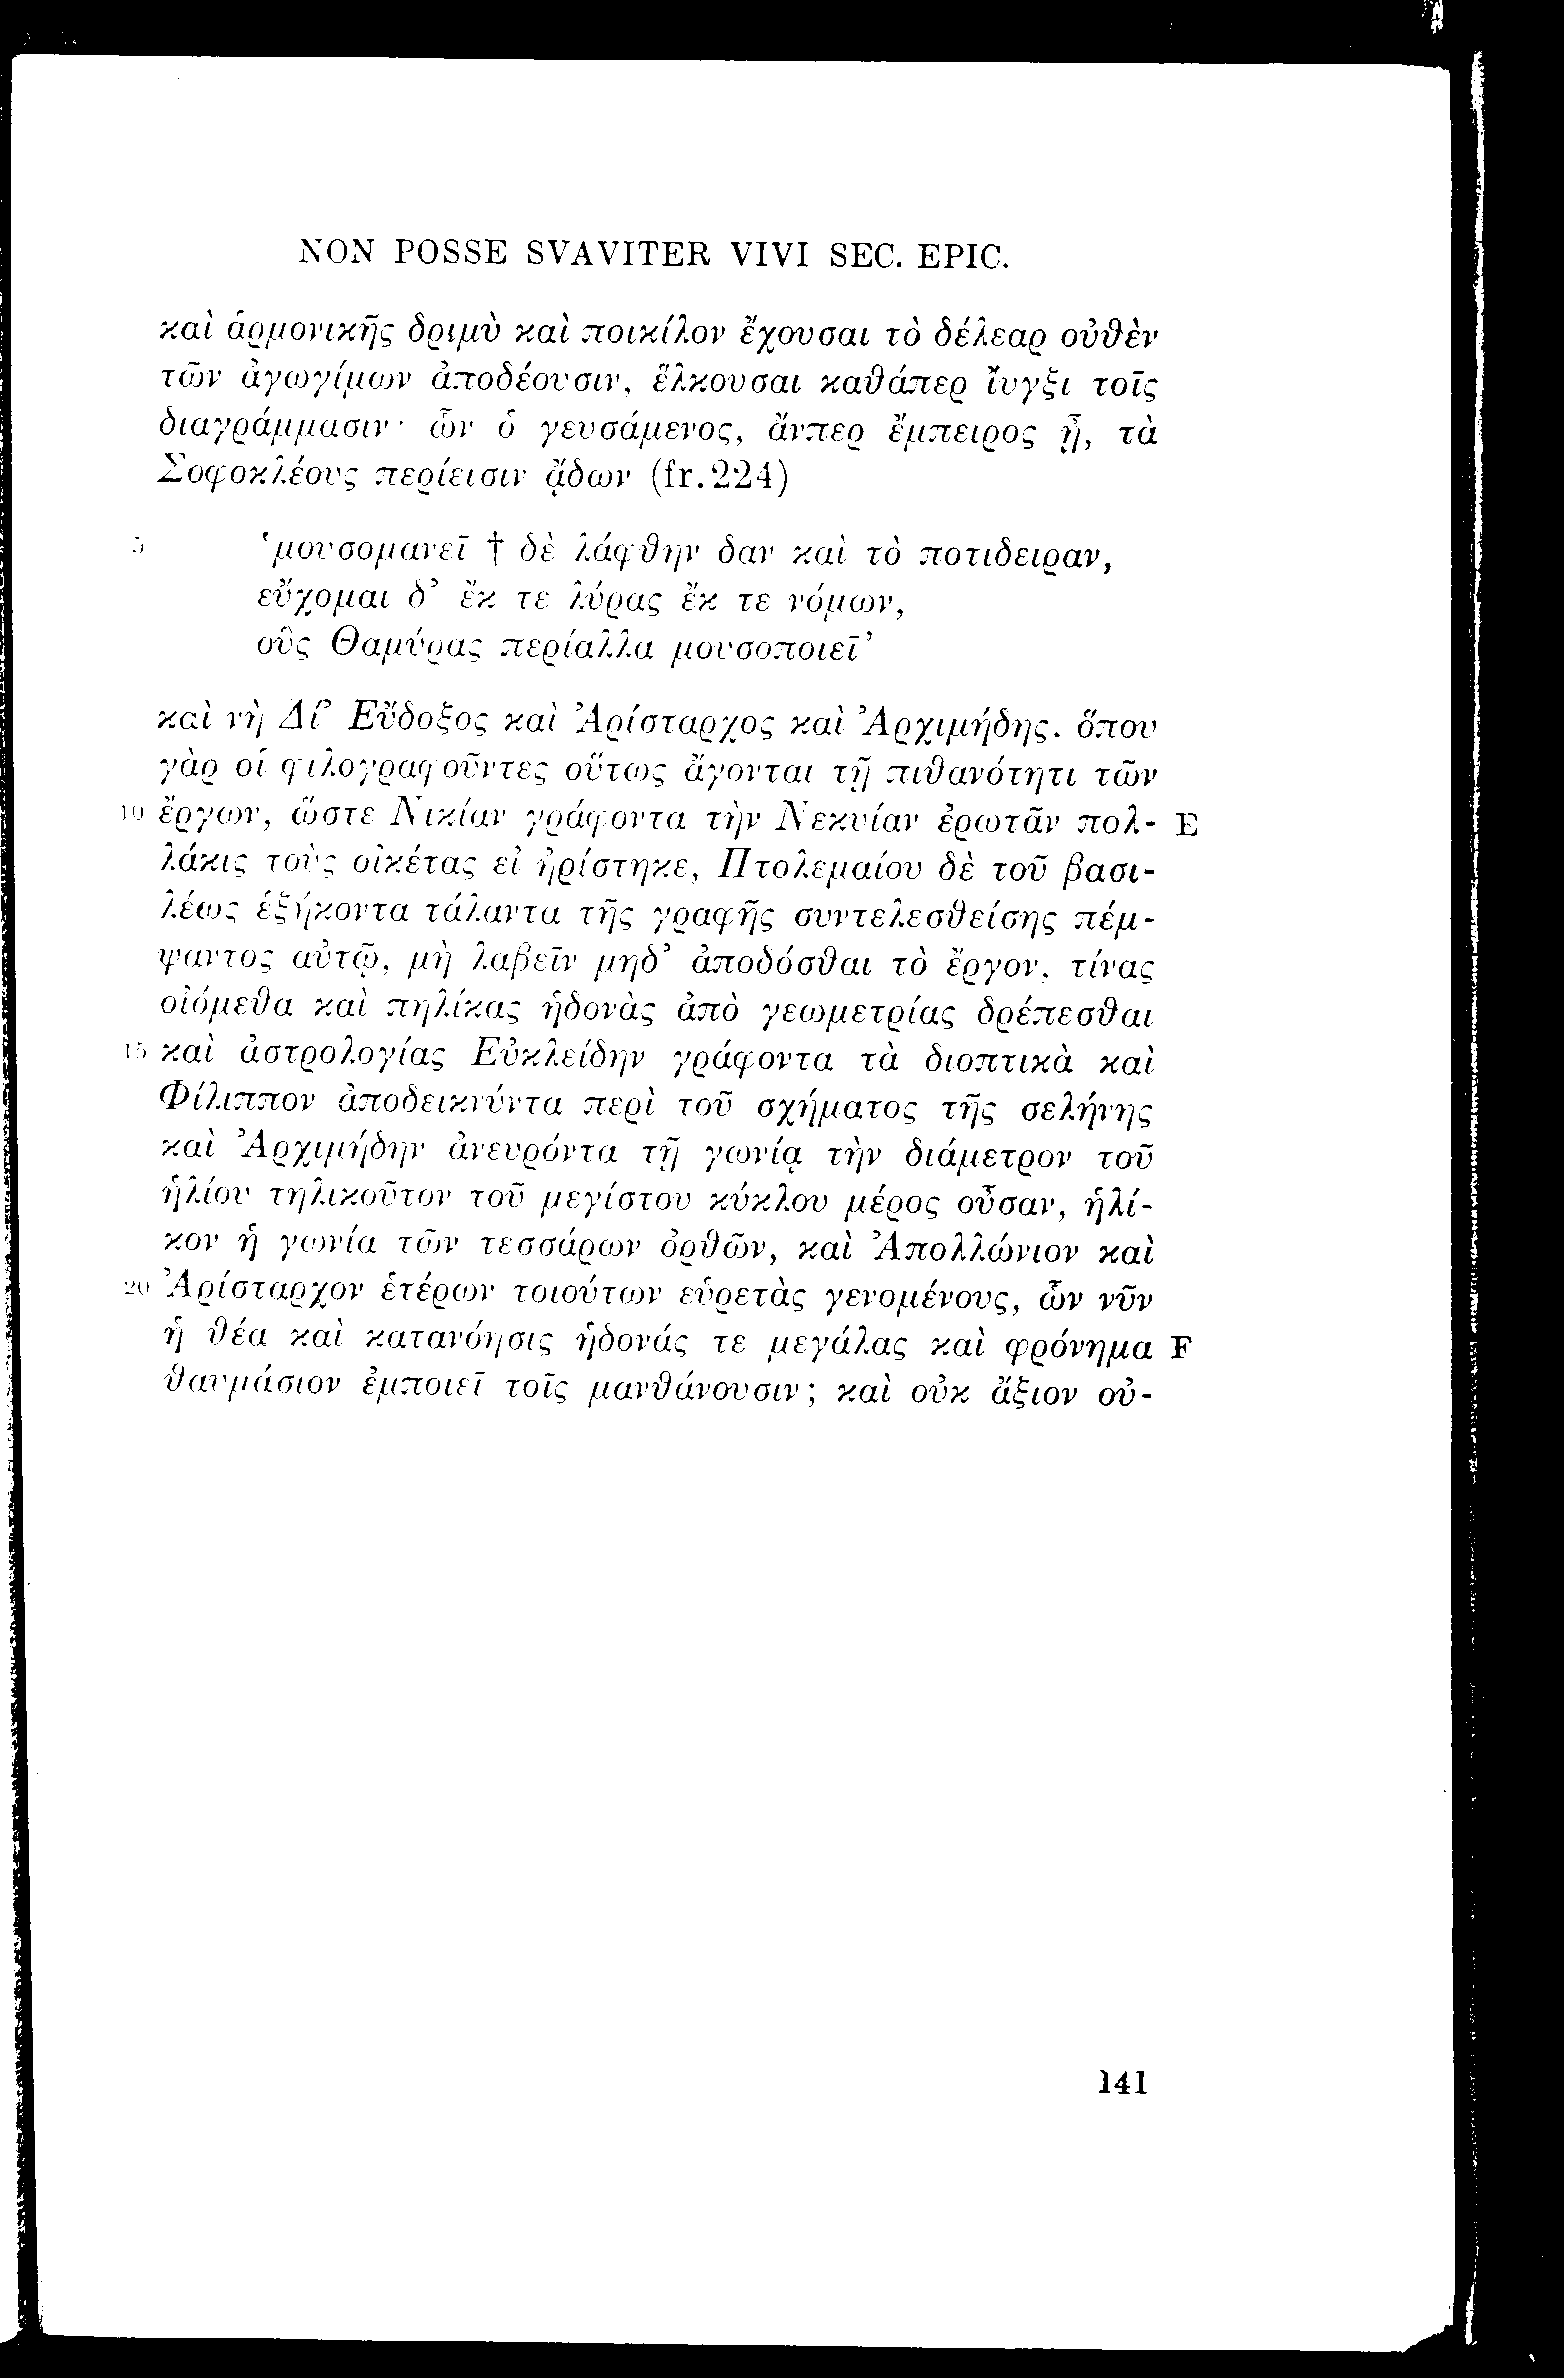 NON POSSE SVAVITER VIVI SEC. EPIC.
καὶ ἁρμονικῆς δριμὺ καὶ ποικίλον ἔχουσαι τὸ δέλεαρ οὐθὲν
τῶν ἀγωγίμων ἀποδέουσιν, ἕλκουσαι καθάπερ ἴυγξι τοῖς
διαγράμμασιν· ὧν ὁ γευσάμενος, ἄνπερ ἔμπειρος ᾖ, τὰ
Σοφοκλέους περίεισιν ᾄδων (fr. 224)
5 ‘μουσομανεῖ † δὲ λάφθην δαν καὶ τὸ ποτιδειραν,
εὔχομαι δ’ ἔκ τε λύρας ἔκ τε νόμων,
οὓς Θαμύρας περίαλλα μουσοποιεῖ’
καὶ νὴ Δί’ Εὔδοξος καὶ Ἀρίσταρχος καὶ Ἀρχιμήδης. ὅπου
γὰρ οἱ φιλογραφοῦντες οὕτως ἄγονται τῇ πιθανότητι τῶν
10 ἔργων, ὥστε Νικίαν γράφοντα τὴν Νεκυίαν ἐρωτᾶν πολ- E
λάκις τοὺς οἰκέτας εἰ ἠρίστηκε, Πτολεμαίου δὲ τοῦ βασι-
λέως ἑξήκοντα τάλαντα τῆς γραφῆς συντελεσθείσης πέμ-
ψαντος αὐτῷ, μὴ λαβεῖν μηδ’ ἀποδόσθαι τὸ ἔργον, τίνας
οἰόμεθα καὶ πηλίκας ἡδονὰς ἀπὸ γεωμετρίας δρέπεσθαι
15 καὶ ἀστρολογίας Εὐκλείδην γράφοντα τὰ διοπτικὰ καὶ
Φίλιππον ἀποδεικνύντα περὶ τοῦ σχήματος τῆς σελήνης
καὶ Ἀρχιμήδην ἀνευρόντα τῇ γωνίᾳ τὴν διάμετρον τοῦ
ἡλίου τηλικοῦτον τοῦ μεγίστου κύκλου μέρος οὖσαν, ἡλί-
κον ἡ γωνία τῶν τεσσάρων ὀρθῶν, καὶ Ἀπολλώνιον καὶ
20 Ἀρίσταρχον ἑτέρων τοιούτων εὑρετὰς γενομένους, ὧν νῦν
ἡ θέα καὶ κατανόησις ἡδονάς τε μεγάλας καὶ φρόνημα F
θαυμάσιον ἐμποιεῖ τοῖς μανθάνουσιν; καὶ οὐκ ἄξιον οὐ-
141